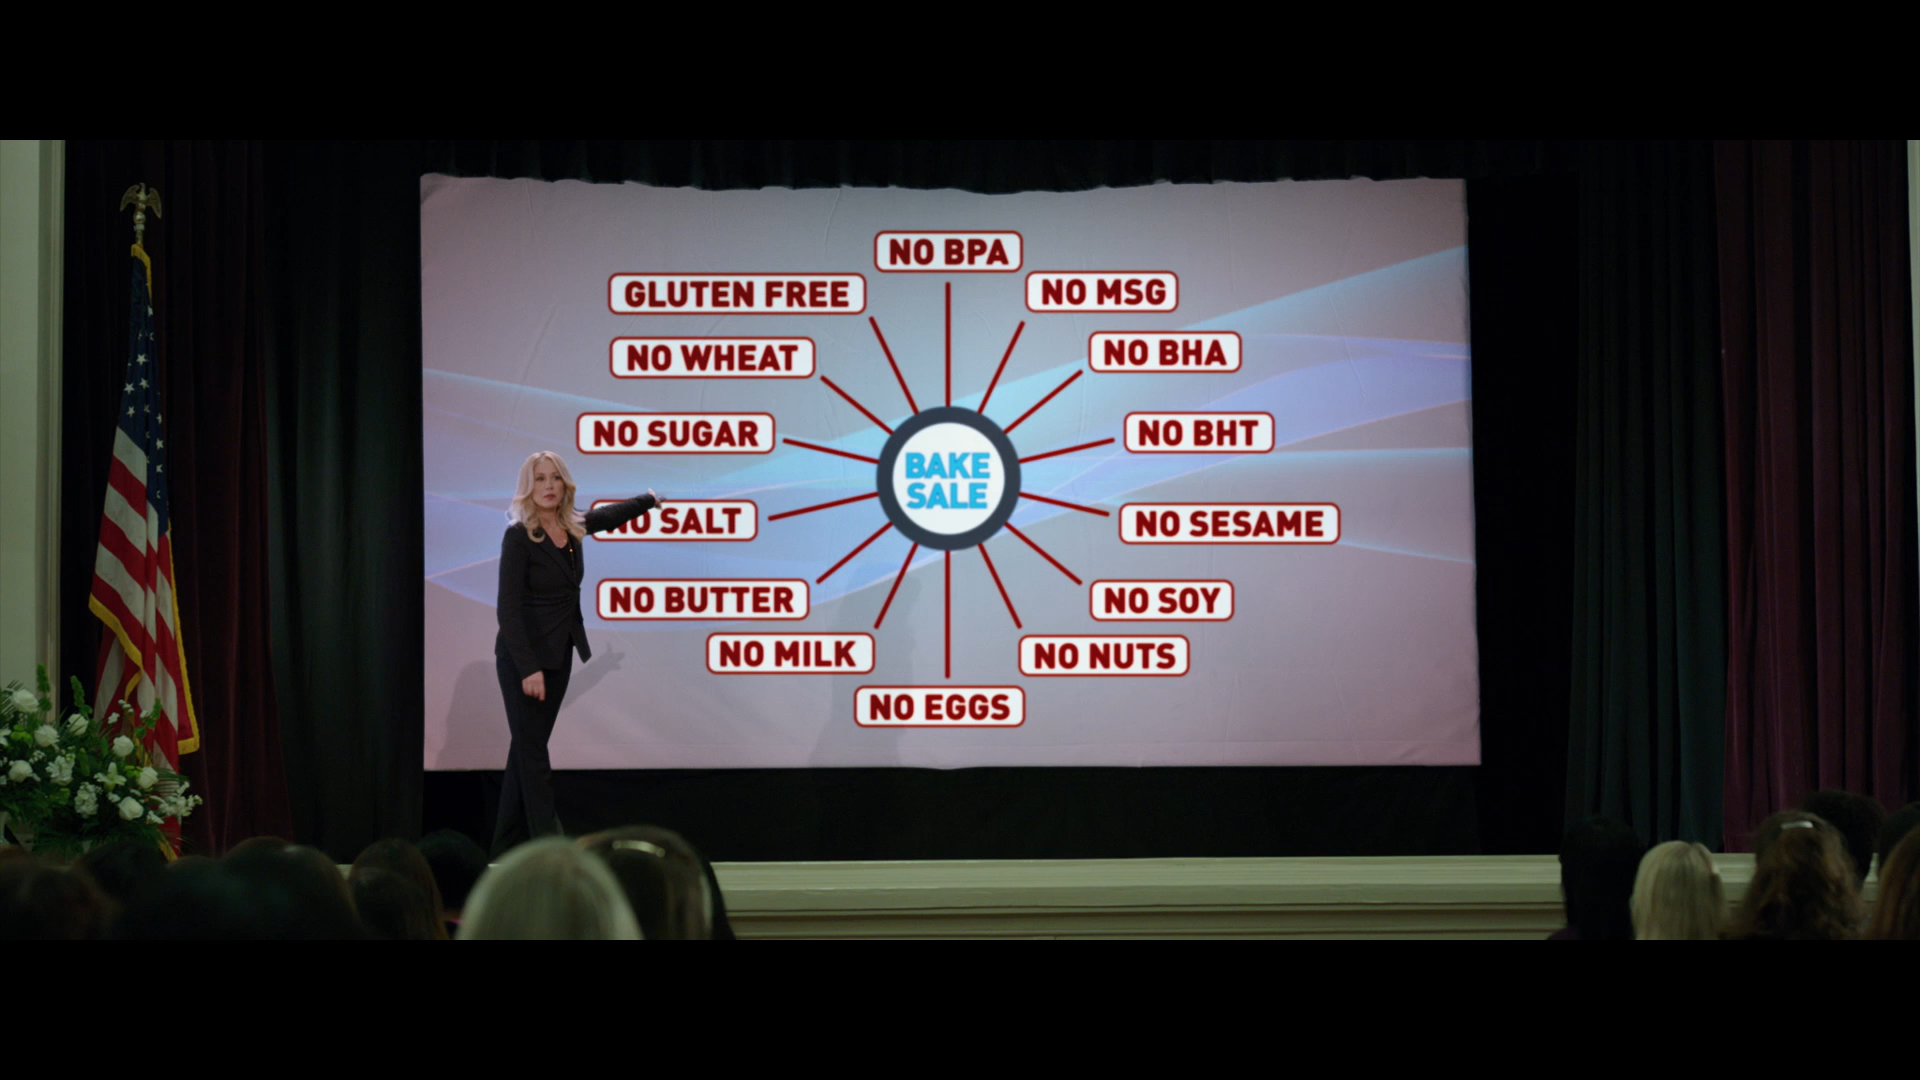 NO BPA
GLUTEN FREE
NO MSG
NO WHEAT
NO BHA
NO SUGAR
NO BHT
BAKE
SALE
NO SALT
NO SESAME
NO BUTTER
NO SOY
NO MILK
NO NUTS
NO EGGS